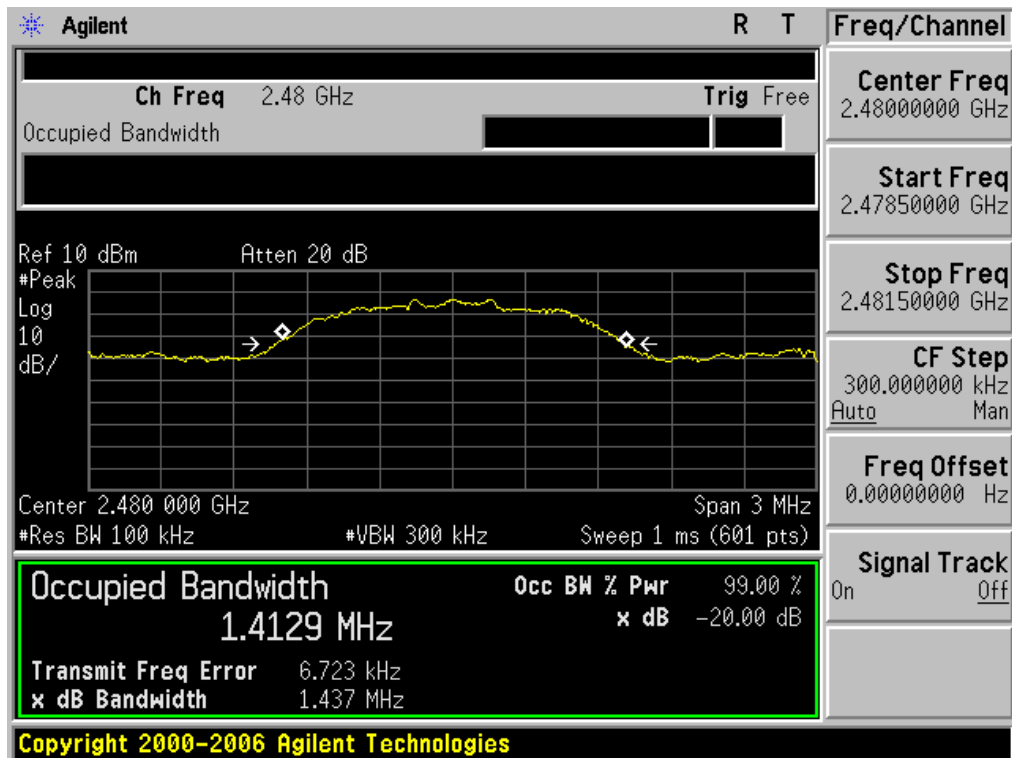 Agilent R T
Freq/Channel
Ch Freq 2.48 GHz Trig Free
Occupied Bandwidth
Center Freq
2.48000000 GHz
Start Freq
2.47850000 GHz
Stop Freq
2.48150000 GHz
CF Step
300.000000 kHz
Auto Man
Freq Offset
0.00000000 Hz
Signal Track
On Off
Ref 10 dBm Atten 20 dB
#Peak
Log
10
dB/
Center 2.480 000 GHz Span 3 MHz
#Res BW 100 kHz #VBW 300 kHz Sweep 1 ms (601 pts)
Occupied Bandwidth Occ BW % Pwr 99.00 %
1.4129 MHz x dB -20.00 dB
Transmit Freq Error 6.723 kHz
x dB Bandwidth 1.437 MHz
Copyright 2000-2006 Agilent Technologies